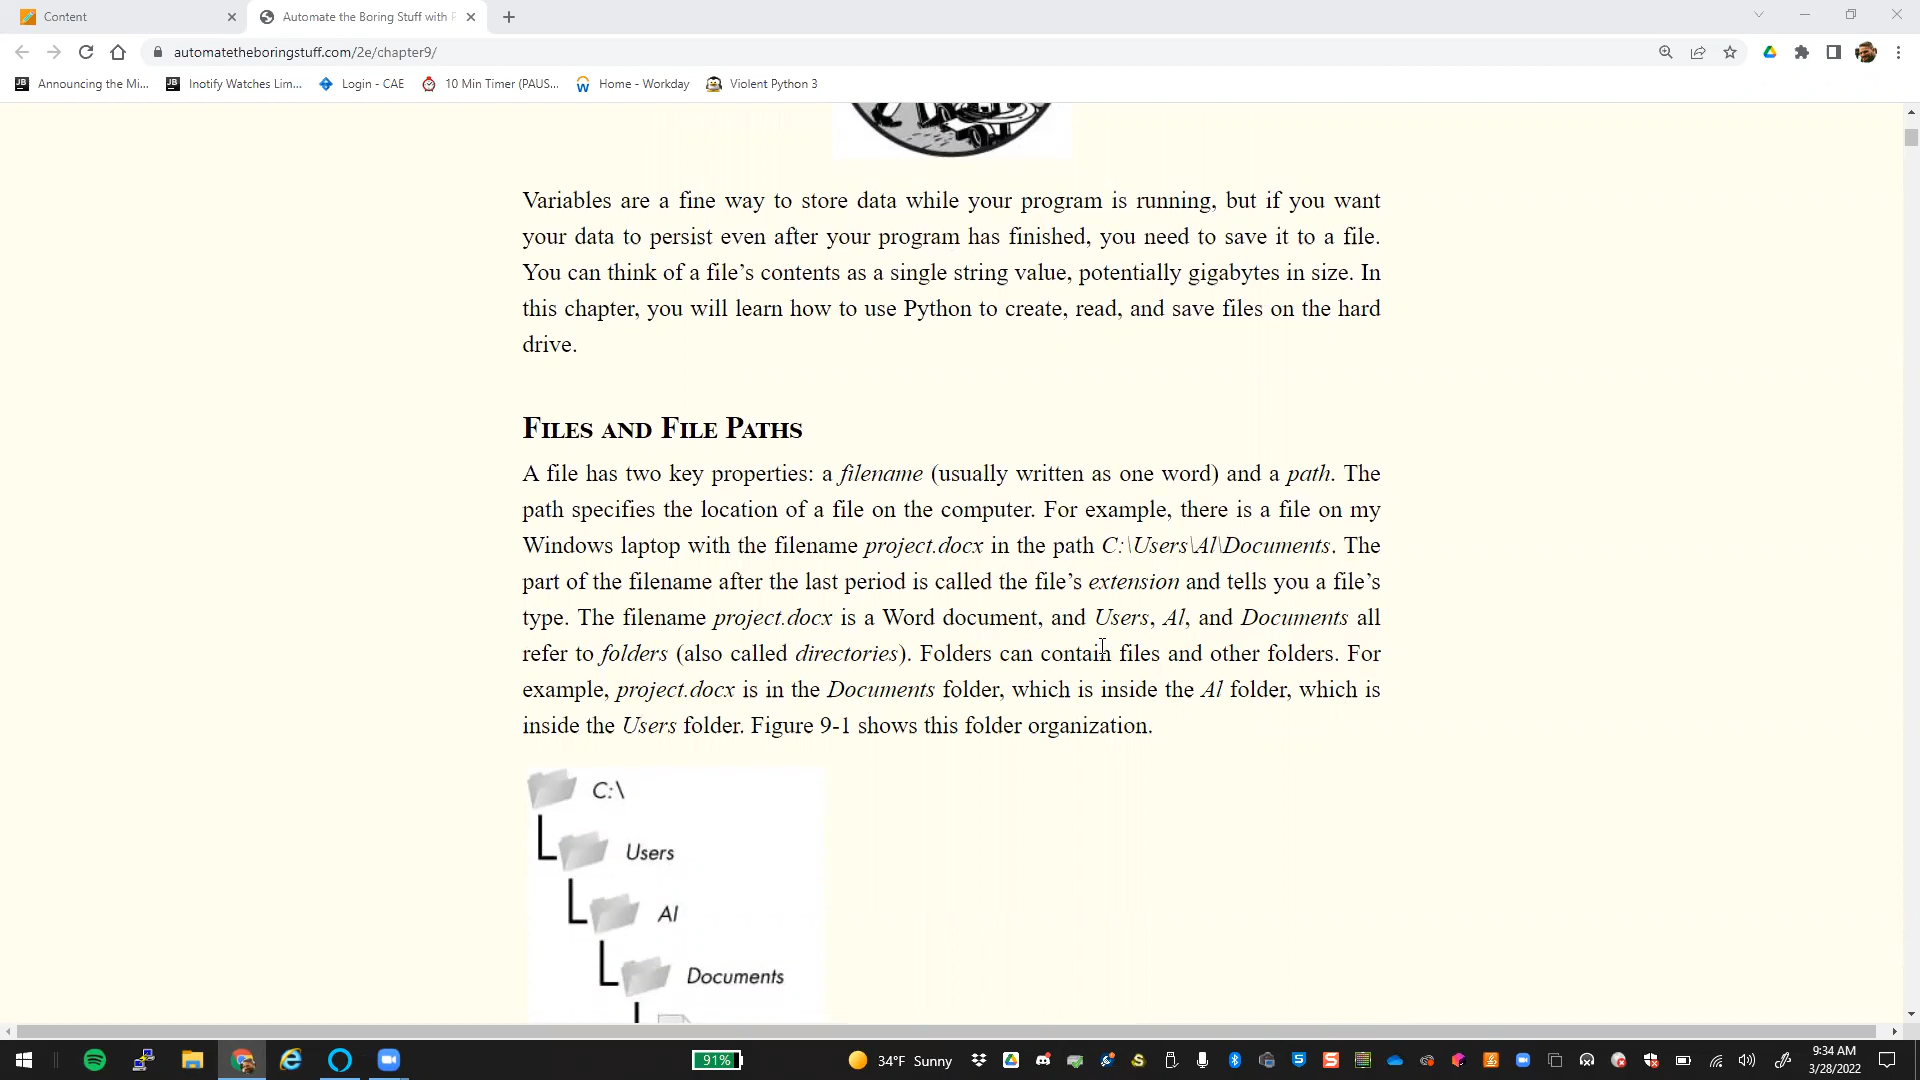 Content
Automate the Boring Stuff with P
automatetheboringstuff.com/2e/chapter9/
Announcing the Mi...
Inotify Watches Lim...
Login - CAE
10 Min Timer (PAUS...
Home - Workday
Violent Python 3
Variables are a fine way to store data while your program is running, but if you want
your data to persist even after your program has finished, you need to save it to a file.
You can think of a file’s contents as a single string value, potentially gigabytes in size. In
this chapter, you will learn how to use Python to create, read, and save files on the hard
drive.
FILES AND FILE PATHS
A file has two key properties: a filename (usually written as one word) and a path. The
path specifies the location of a file on the computer. For example, there is a file on my
Windows laptop with the filename project.docx in the path C:\Users\Al\Documents. The
part of the filename after the last period is called the file’s extension and tells you a file’s
type. The filename project.docx is a Word document, and Users, Al, and Documents all
refer to folders (also called directories). Folders can contain files and other folders. For
example, project.docx is in the Documents folder, which is inside the Al folder, which is
inside the Users folder. Figure 9-1 shows this folder organization.
C:\
Users
Al
Documents
91%
34°F Sunny
9:34 AM
3/28/2022